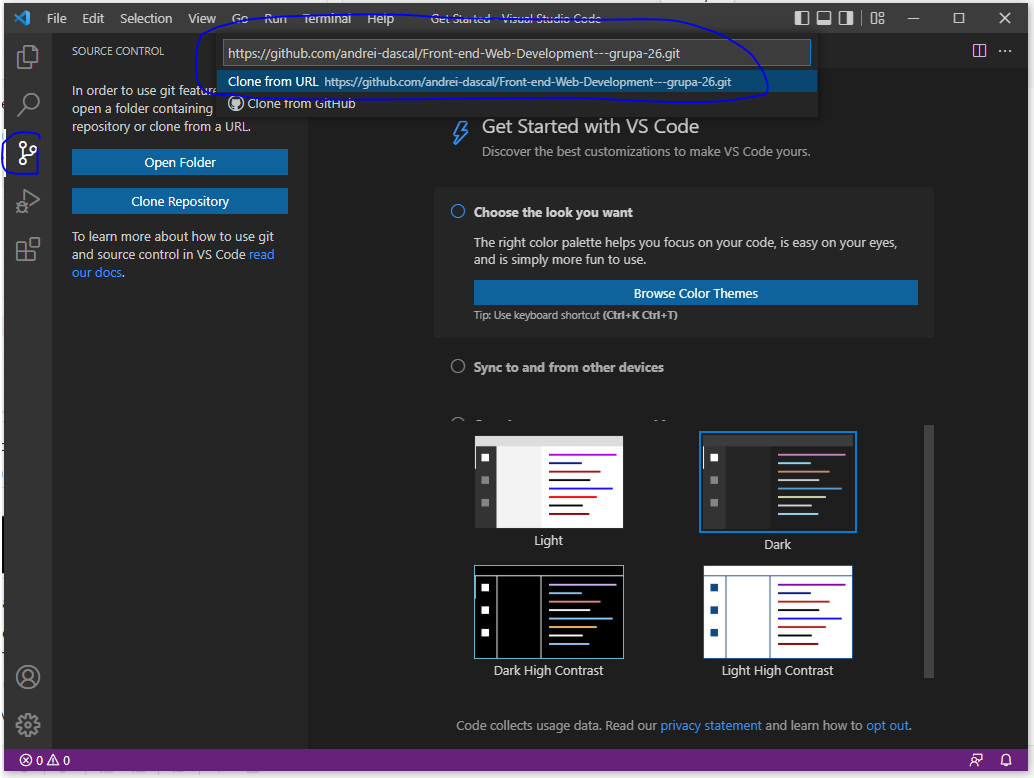 File Edit Selection View Go Run Terminal Help Get Started - Visual Studio Code
https://github.com/andrei-dascal/Front-end-Web-Development---grupa-26.git
Clone from URL https://github.com/andrei-dascal/Front-end-Web-Development---grupa-26.git
Clone from GitHub
SOURCE CONTROL
In order to use git featur
open a folder containing
repository or clone from a URL.
Open Folder
Clone Repository
To learn more about how to use git
and source control in VS Code read
our docs.
Get Started with VS Code
Discover the best customizations to make VS Code yours.
Choose the look you want
The right color palette helps you focus on your code, is easy on your eyes,
and is simply more fun to use.
Browse Color Themes
Tip: Use keyboard shortcut (Ctrl+K Ctrl+T)
Sync to and from other devices
Light
Dark
Dark High Contrast
Light High Contrast
Code collects usage data. Read our privacy statement and learn how to opt out.
0 0